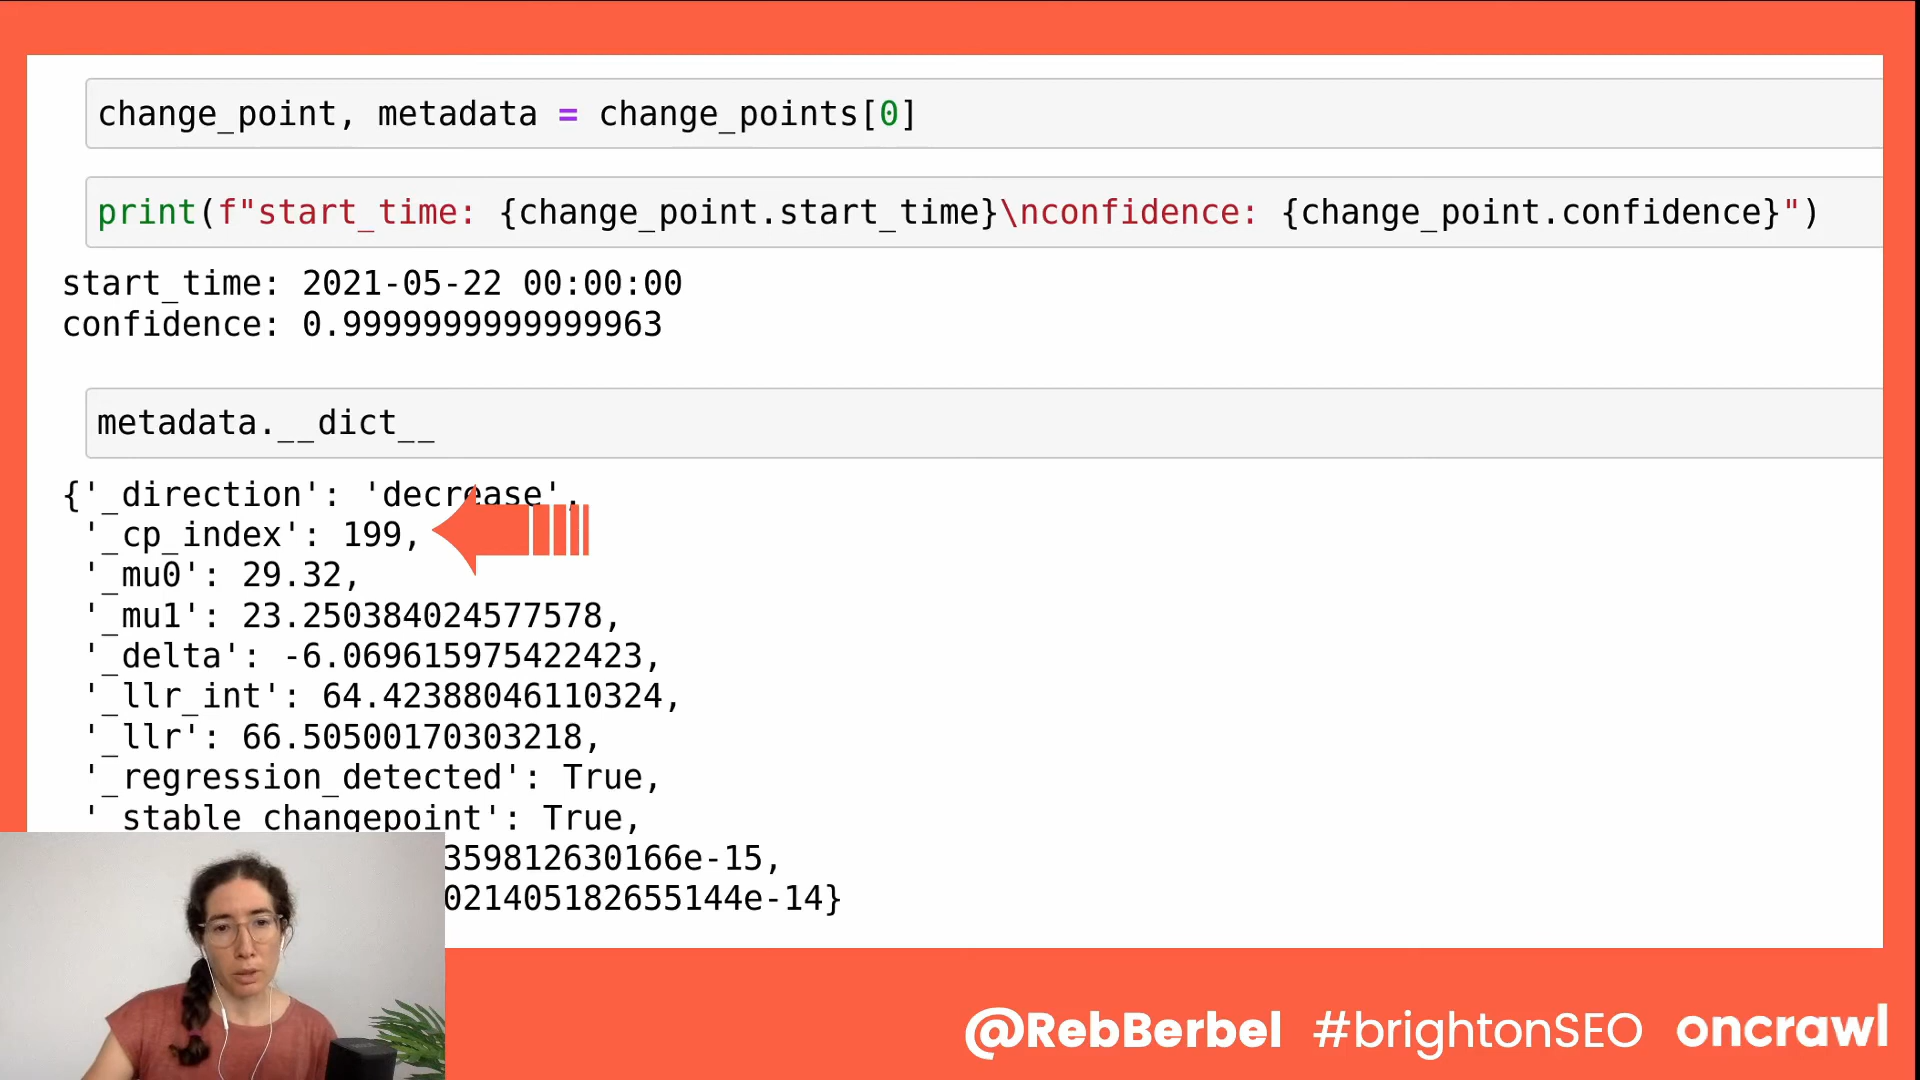 change_point, metadata = change_points[0]
print(f"start_time: {change_point.start_time}\nconfidence: {change_point.confidence}")
start_time: 2021-05-22 00:00:00
confidence: 0.9999999999999963
metadata.__dict__
{'_direction': 'decrease',
'_cp_index': 199,
'_mu0': 29.32,
'_mu1': 23.250384024577578,
'_delta': -6.069615975422423,
'_llr_int': 64.42388046110324,
'_llr': 66.50500170303218,
'_regression_detected': True,
'_stable_changepoint': True,
359812630166e-15,
021405182655144e-14}
@RebBerbel #brightonSEO oncrawl